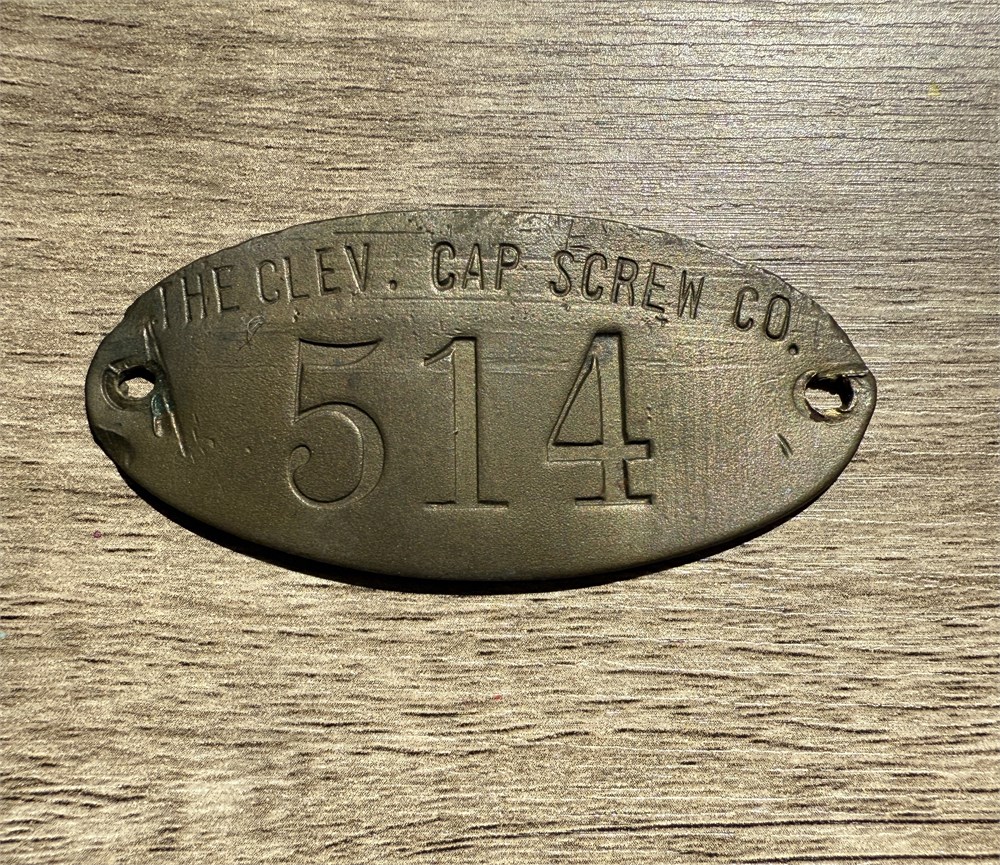 THE CLEV. CAP SCREW CO.
514